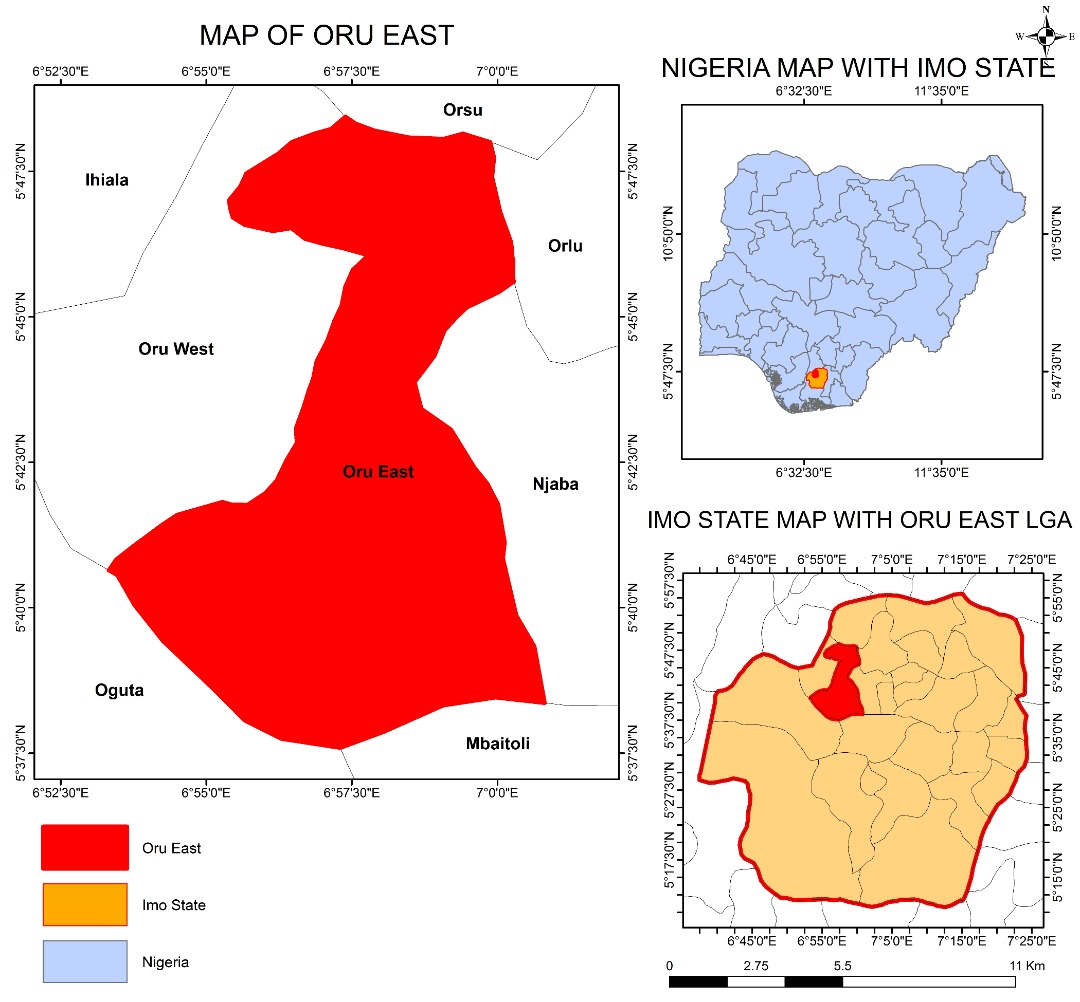 MAP OF ORU EAST
6°52'30"E 6°55'0"E 6°57'30"E 7°0'0"E
5°47'30"N
5°45'0"N
5°42'30"N
5°40'0"N
5°37'30"N
Orsu
Ihiala
Orlu
Oru West
Oru East
Njaba
Oguta
Mbaitoli
5°47'30"N
5°45'0"N
5°42'30"N
5°40'0"N
5°37'30"N
6°52'30"E 6°55'0"E 6°57'30"E 7°0'0"E
Oru East
Imo State
Nigeria
N
W E
NIGERIA MAP WITH IMO STATE
6°32'30"E 11°35'0"E
10°50'0"N
5°47'30"N
10°50'0"N
5°47'30"N
6°32'30"E 11°35'0"E
IMO STATE MAP WITH ORU EAST LGA
6°45'0"E 6°55'0"E 7°5'0"E 7°15'0"E 7°25'0"E
5°57'30"N
5°47'30"N
5°37'30"N
5°27'30"N
5°17'30"N
5°55'0"N
5°45'0"N
5°35'0"N
5°25'0"N
5°15'0"N
6°45'0"E 6°55'0"E 7°5'0"E 7°15'0"E 7°25'0"E
0 2.75 5.5 11 Km